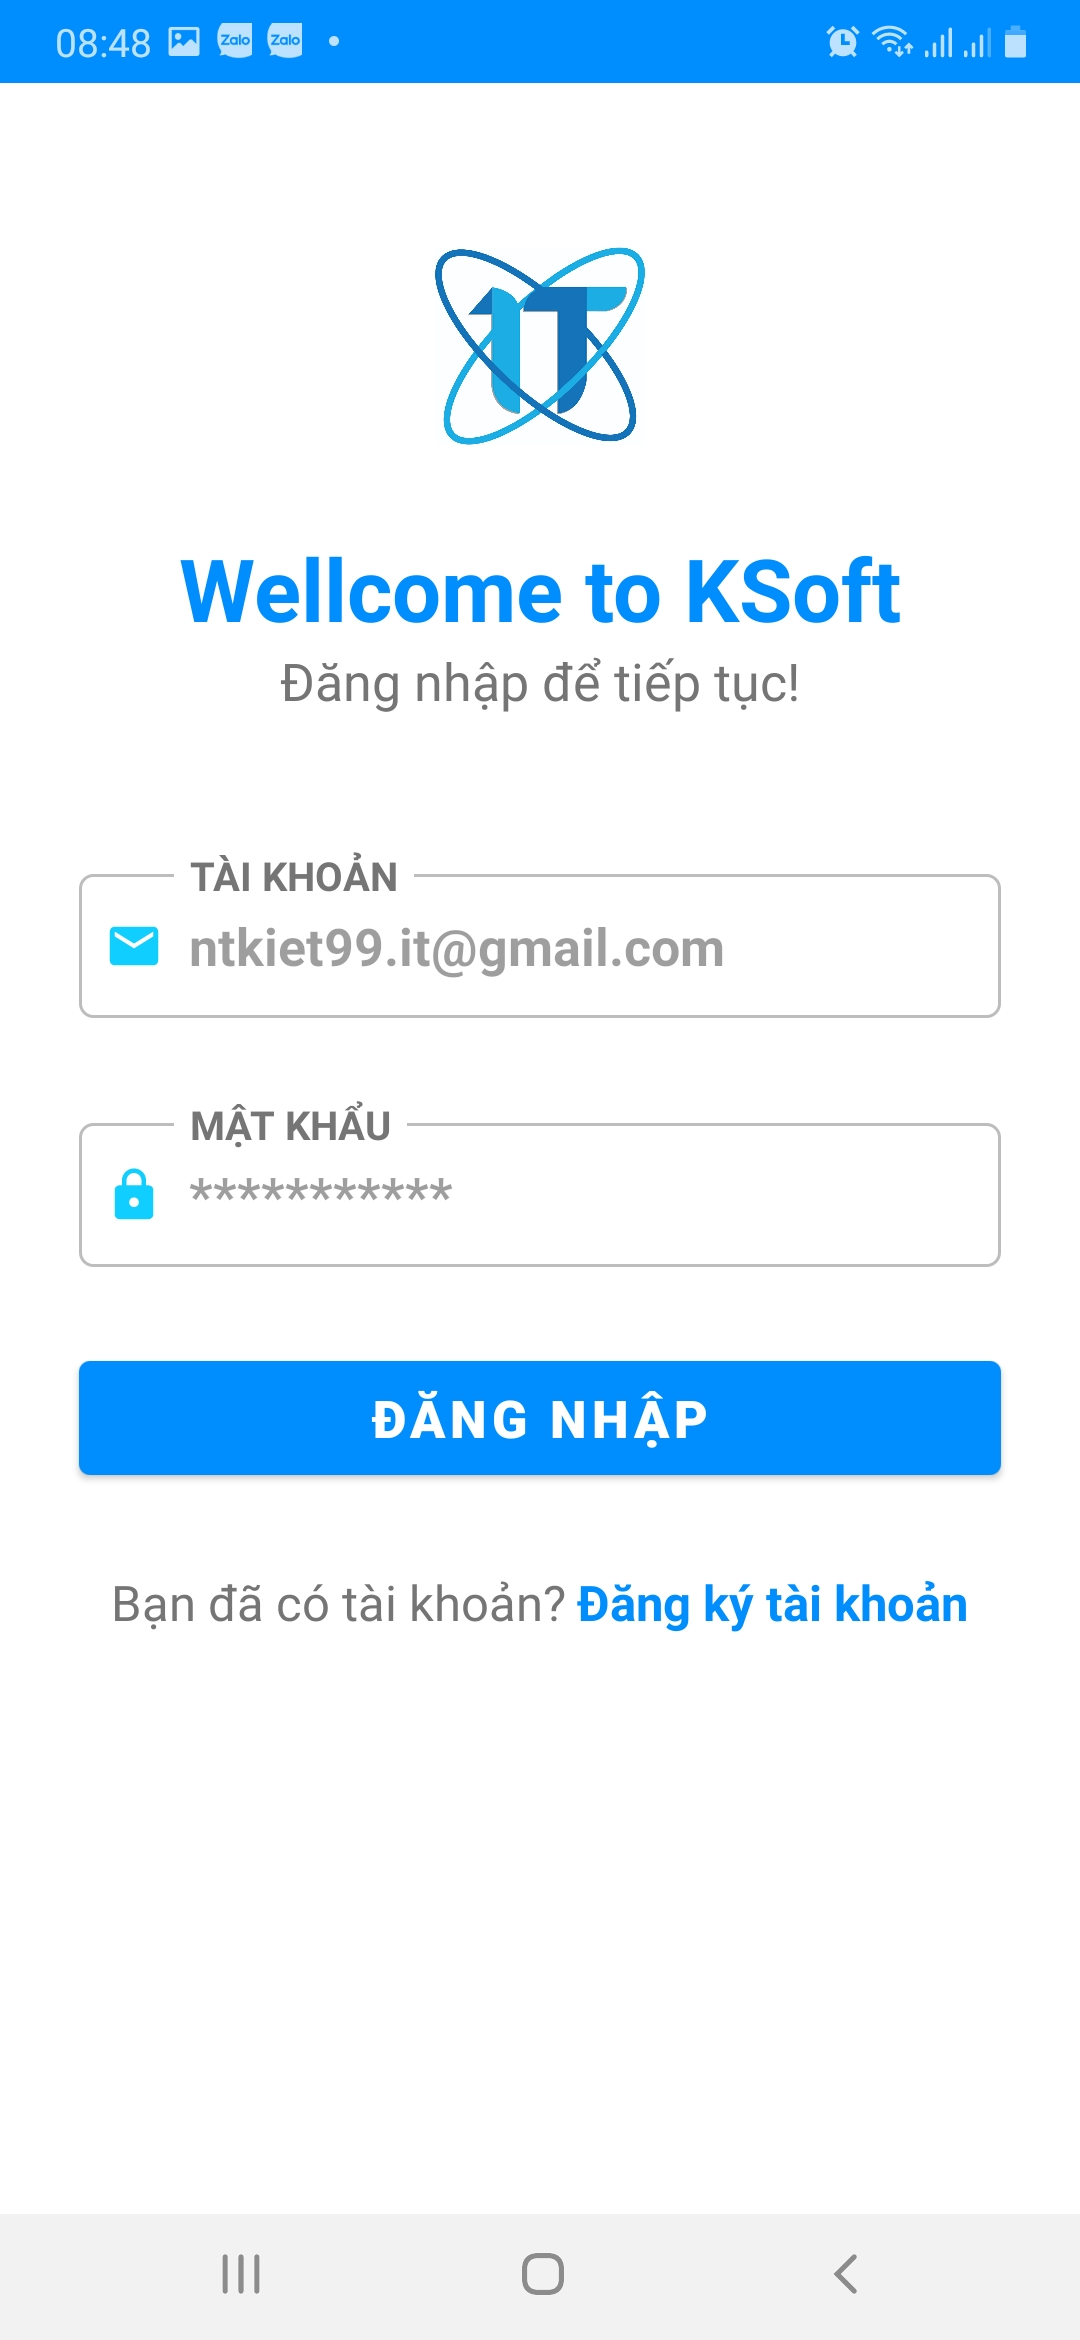 08:48 Zalo Zalo
IT
Wellcome to KSoft
Đăng nhập để tiếp tục!
TÀI KHOẢN
ntkiet99.it@gmail.com
MẬT KHẨU
***********
ĐĂNG NHẬP
Bạn đã có tài khoản? Đăng ký tài khoản